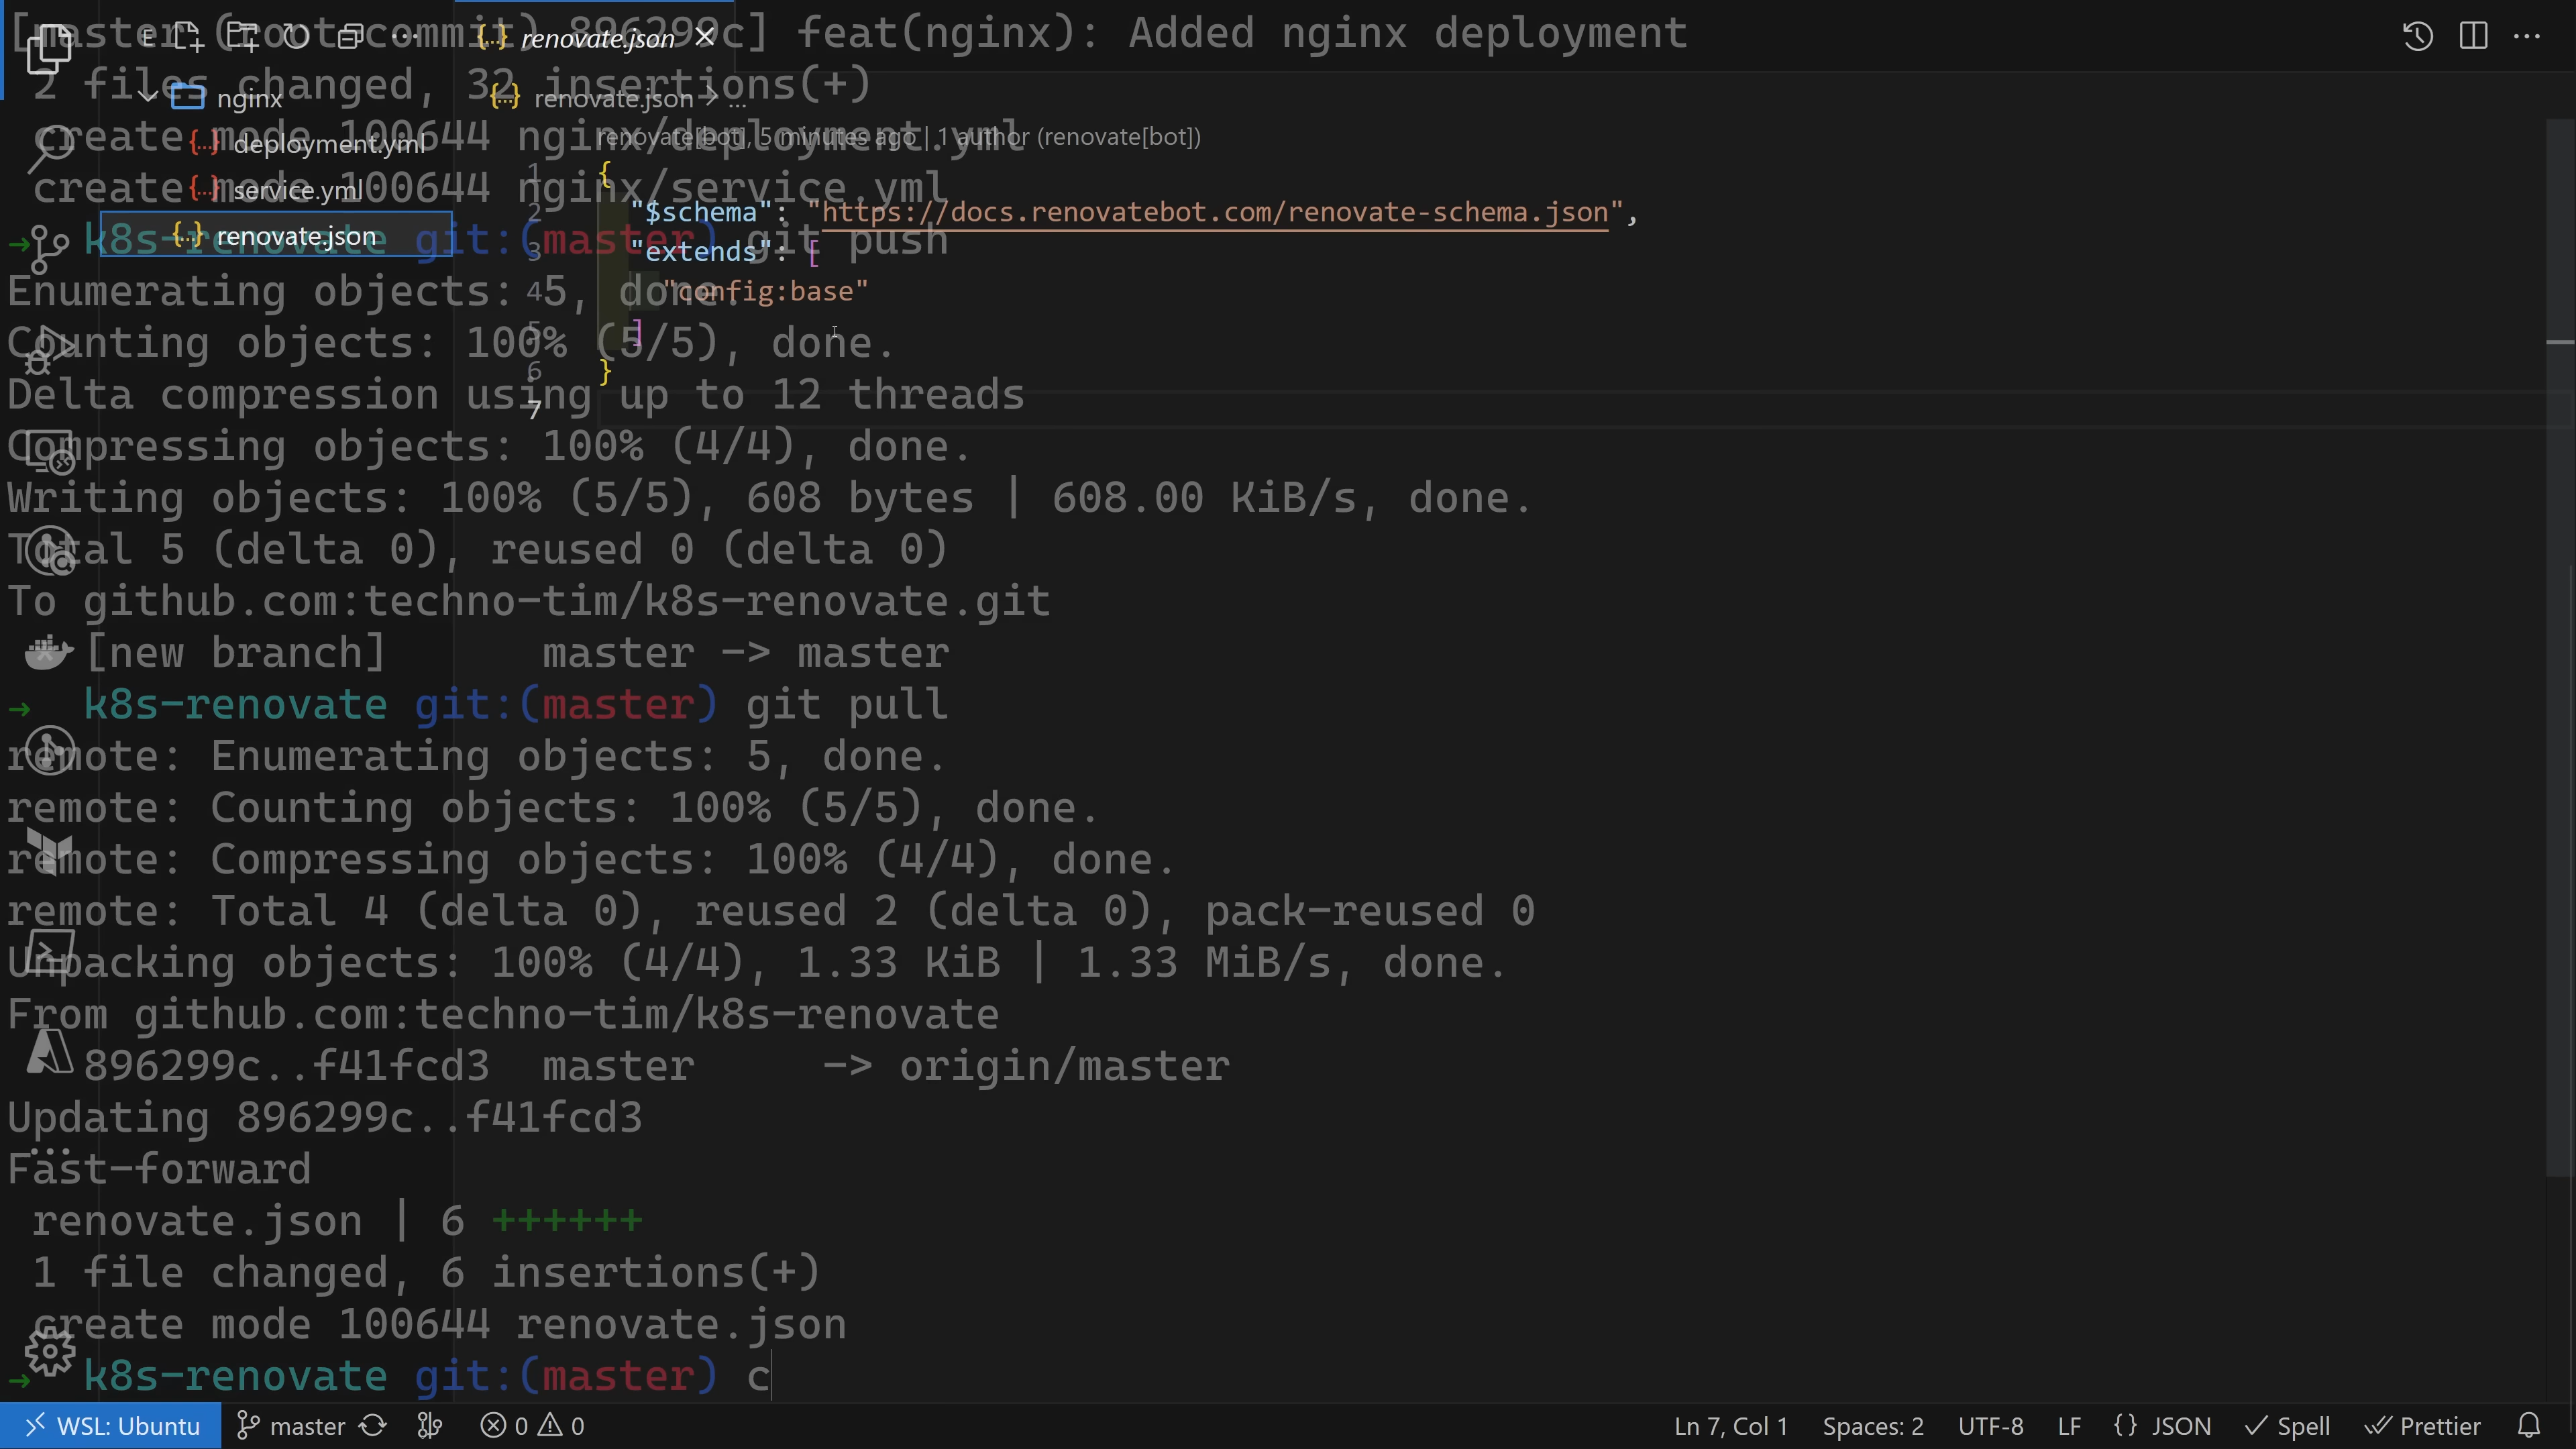 [master (root-commit) 896299c] feat(nginx): Added nginx deployment
2 files changed, 32 insertions(+)
create mode 100644 nginx/deployment.yml
create mode 100644 nginx/service.yml
→ k8s-renovate git:(master) git push
Enumerating objects: 5, done.
Counting objects: 100% (5/5), done.
Delta compression using up to 12 threads
Compressing objects: 100% (4/4), done.
Writing objects: 100% (5/5), 608 bytes | 608.00 KiB/s, done.
Total 5 (delta 0), reused 0 (delta 0)
To github.com:techno-tim/k8s-renovate.git
[new branch] master -> master
→ k8s-renovate git:(master) git pull
remote: Enumerating objects: 5, done.
remote: Counting objects: 100% (5/5), done.
remote: Compressing objects: 100% (4/4), done.
remote: Total 4 (delta 0), reused 2 (delta 0), pack-reused 0
Unpacking objects: 100% (4/4), 1.33 KiB | 1.33 MiB/s, done.
From github.com:techno-tim/k8s-renovate
896299c..f41fcd3 master -> origin/master
Updating 896299c..f41fcd3
Fast-forward
renovate.json | 6 ++++++
1 file changed, 6 insertions(+)
create mode 100644 renovate.json
→ k8s-renovate git:(master) c
E
nginx
deployment.yml
service.yml
renovate.json
renovate.json
renovate.json > ...
renovate[bot], 5 minutes ago | 1 author (renovate[bot])
1 {
2 "$schema": "https://docs.renovatebot.com/renovate-schema.json",
3 "extends": [
4 "config:base"
5 ]
6 }
7
WSL: Ubuntu master 0 0 Ln 7, Col 1 Spaces: 2 UTF-8 LF {} JSON Spell Prettier